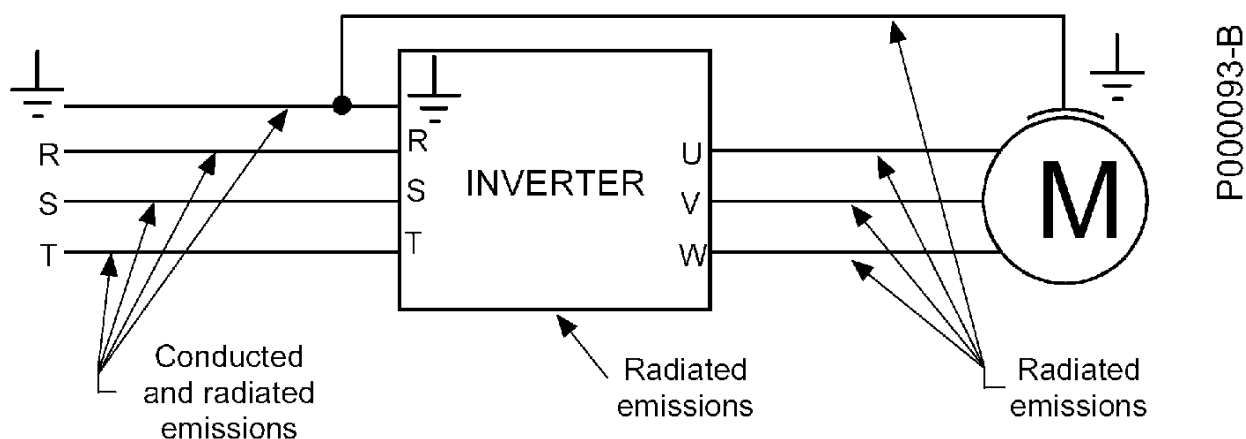 P000093-B
R
S
T
R
S
T
INVERTER
U
V
W
M
Conducted
and radiated
emissions
Radiated
emissions
Radiated
emissions